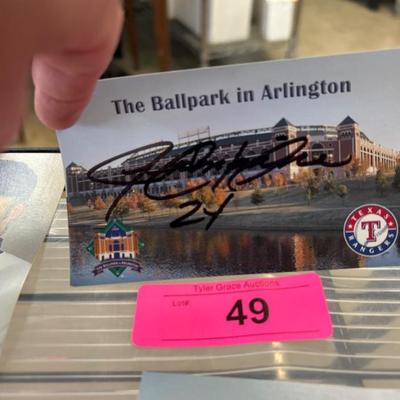 The Ballpark in Arlington
24
TEXAS
T
RANGERS
Tyler Grace Auctions
Lot#:
49